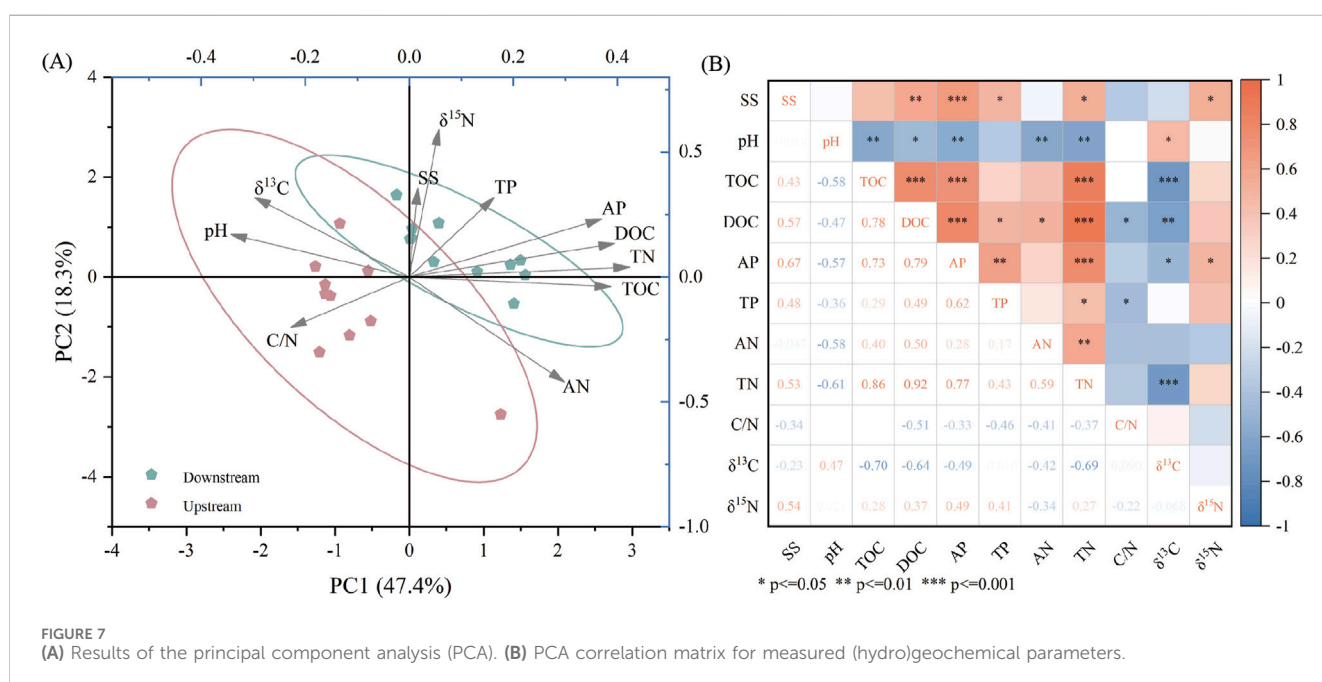 (A)
-0.4 -0.2 0.0 0.2 0.4
4
2
0
-2
-4
PC2 (18.3%)
0.5
0.0
-0.5
-1.0
δ¹⁵N
SS
TP
δ¹³C
AP
pH
DOC
TN
TOC
C/N
AN
Downstream
Upstream
-4 -3 -2 -1 0 1 2 3
PC1 (47.4%)
(B)
SS SS ** *** * * *
pH pH ** * ** ** ** *
TOC 0.43 -0.58 TOC *** *** *** ***
DOC 0.57 -0.47 0.78 DOC *** * * *** * **
AP 0.67 -0.57 0.73 0.79 AP ** *** * *
TP 0.48 -0.36 0.29 0.49 0.62 TP * *
AN -0.58 0.40 0.50 0.28 0.17 AN **
TN 0.53 -0.61 0.86 0.92 0.77 0.43 0.59 TN ***
C/N -0.34 -0.51 -0.33 -0.46 -0.41 -0.37 C/N
δ¹³C -0.23 0.47 -0.70 -0.64 -0.49 -0.42 -0.69 δ¹³C
δ¹⁵N 0.54 0.28 0.37 0.49 0.41 -0.34 0.27 -0.22 -0.068 δ¹⁵N
SS pH TOC DOC AP TP AN TN C/N δ¹³C δ¹⁵N
* p<=0.05 ** p<=0.01 *** p<=0.001
1
0.8
0.6
0.4
0.2
0
-0.2
-0.4
-0.6
-0.8
-1
FIGURE 7
(A) Results of the principal component analysis (PCA). (B) PCA correlation matrix for measured (hydro)geochemical parameters.